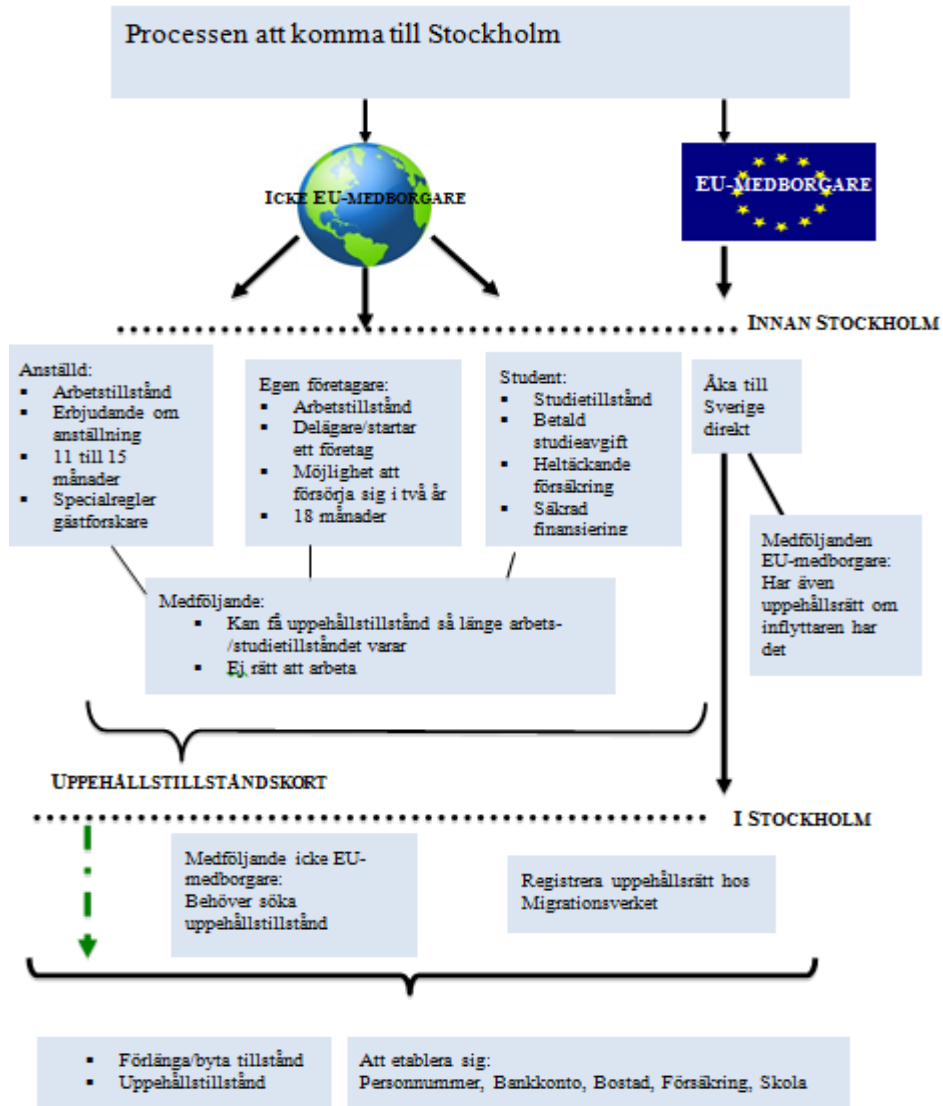 Processen att komma till Stockholm
ICKE EU-MEDBORGARE
EU-MEDBORGARE
INNAN STOCKHOLM
Anställd:
▪ Arbetstillstånd
▪ Erbjudande om
anställning
▪ 11 till 15
månader
▪ Specialregler
gästforskare
Egen företagare:
▪ Arbetstillstånd
▪ Delägare/startar
ett företag
▪ Möjlighet att
försörja sig i två år
▪ 18 månader
Student:
▪ Studietillstånd
▪ Betald
studieavgift
▪ Heltäckande
försäkring
▪ Säkrad
finansiering
Åka till
Sverige
direkt
Medföljanden
EU-medborgare:
Har även
uppehållsrätt om
inflyttaren har
det
Medföljande:
▪ Kan få uppehållstillstånd så länge arbets-
/studietillståndet varar
▪ Ej rätt att arbeta
UPPEHÅLLSTILLSTÅNDSKORT
I STOCKHOLM
Medföljande icke EU-
medborgare:
Behöver söka
uppehållstillstånd
Registrera uppehållsrätt hos
Migrationsverket
▪ Förlänga/byta tillstånd
▪ Uppehållstillstånd
Att etablera sig:
Personnummer, Bankkonto, Bostad, Försäkring, Skola